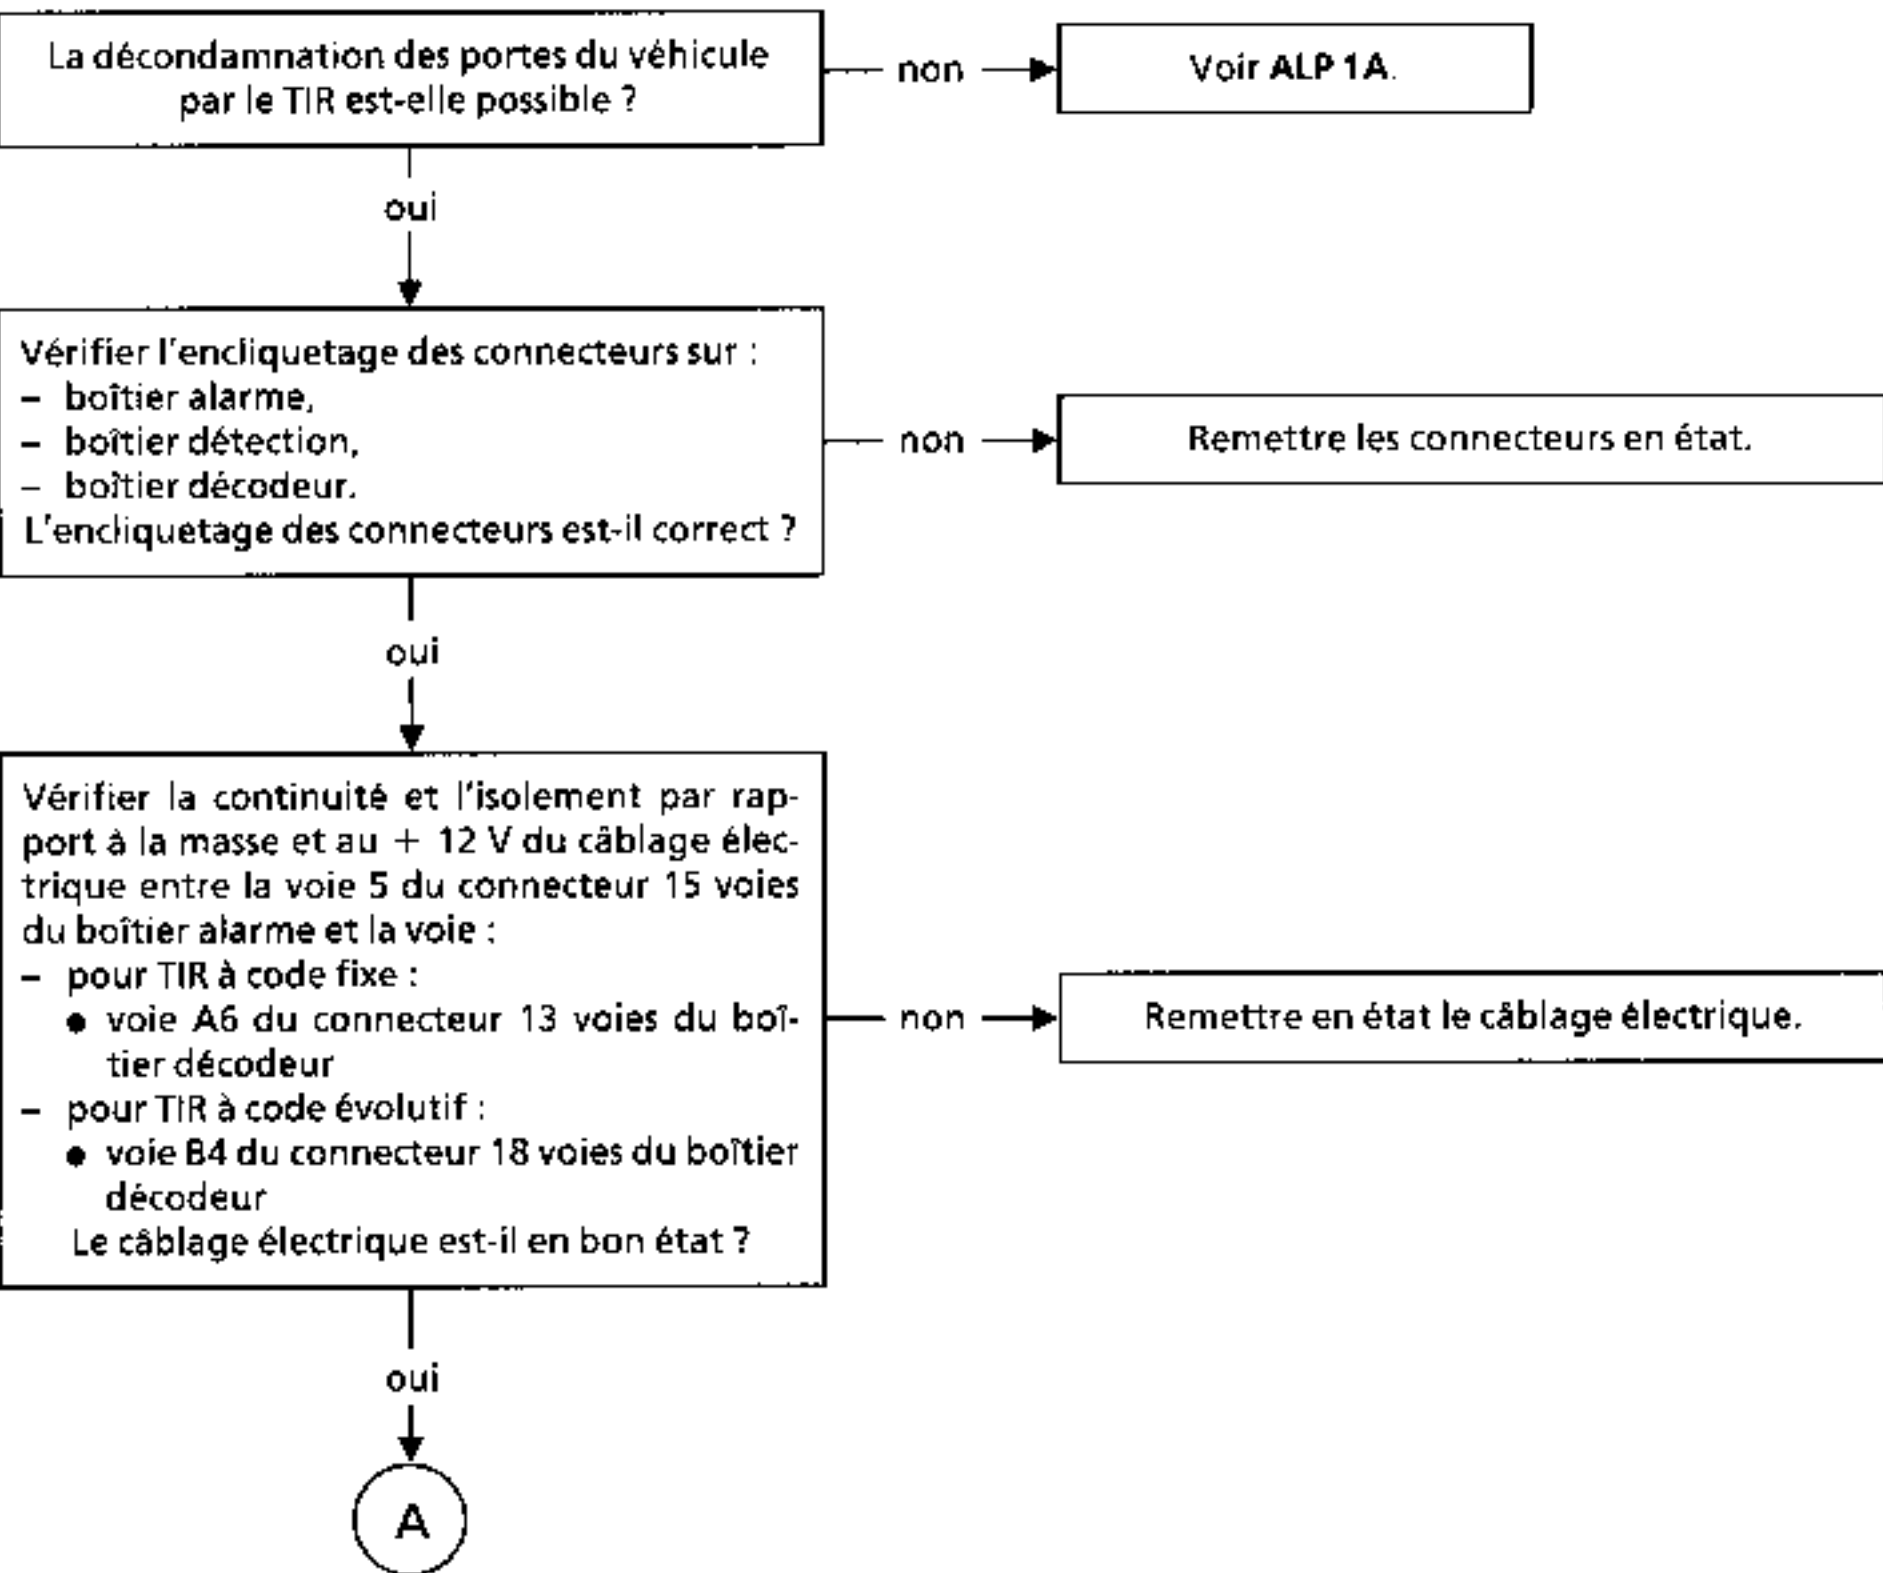 La décondamnation des portes du véhicule
par le TIR est-elle possible ?
non
Voir ALP 1A.
oui
Vérifier l'encliquetage des connecteurs sur :
– boîtier alarme,
– boîtier détection,
– boîtier décodeur.
L'encliquetage des connecteurs est-il correct ?
non
Remettre les connecteurs en état.
oui
Vérifier la continuité et l'isolement par rap-
port à la masse et au + 12 V du câblage élec-
trique entre la voie 5 du connecteur 15 voies
du boîtier alarme et la voie :
– pour TIR à code fixe :
● voie A6 du connecteur 13 voies du boî-
tier décodeur
– pour TIR à code évolutif :
● voie B4 du connecteur 18 voies du boîtier
décodeur
Le câblage électrique est-il en bon état ?
non
Remettre en état le câblage électrique.
oui
A